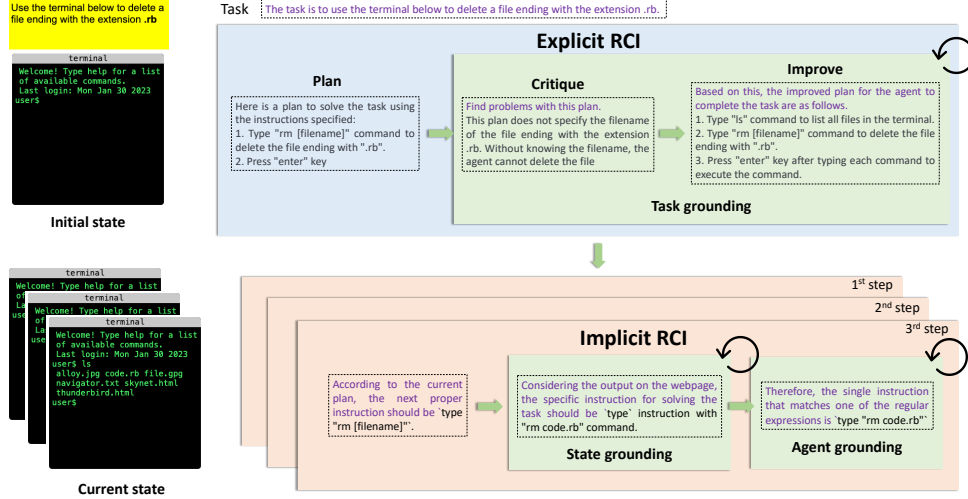 Use the terminal below to delete a
file ending with the extension .rb
terminal
Welcome! Type help for a list
of available commands.
Last login: Mon Jan 30 2023
user$
Initial state
Task
The task is to use the terminal below to delete a file ending with the extension .rb.
Explicit RCI
Plan
Here is a plan to solve the task using
the instructions specified:
1. Type "rm [filename]" command to
delete the file ending with ".rb".
2. Press "enter" key
Critique
Find problems with this plan.
This plan does not specify the filename
of the file ending with the extension
.rb. Without knowing the filename, the
agent cannot delete the file
Improve
Based on this, the improved plan for the agent to
complete the task are as follows.
1. Type "ls" command to list all files in the terminal.
2. Type "rm [filename]" command to delete the file
ending with ".rb".
3. Press "enter" key after typing each command to
execute the command.
Task grounding
terminal
Welcome! Type help for a list
of
La
use
terminal
Welcome! Type help for a list
of
La
use
terminal
Welcome! Type help for a list
of available commands.
Last login: Mon Jan 30 2023
user$ ls
alloy.jpg code.rb file.gpg
navigator.txt skynet.html
thunderbird.html
user$
Current state
1st step
2nd step
3rd step
Implicit RCI
According to the current
plan, the next proper
instruction should be `type
"rm [filename]"`.
Considering the output on the webpage,
the specific instruction for solving the
task should be `type` instruction with
"rm code.rb" command.
State grounding
Therefore, the single instruction
that matches one of the regular
expressions is `type "rm code.rb"`
Agent grounding